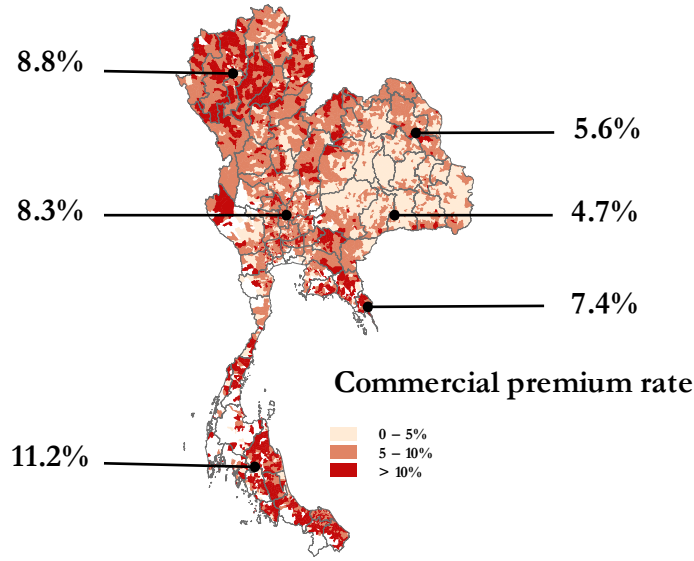 8.8%
5.6%
8.3%
4.7%
7.4%
Commercial premium rate
0 – 5%
5 – 10%
> 10%
11.2%